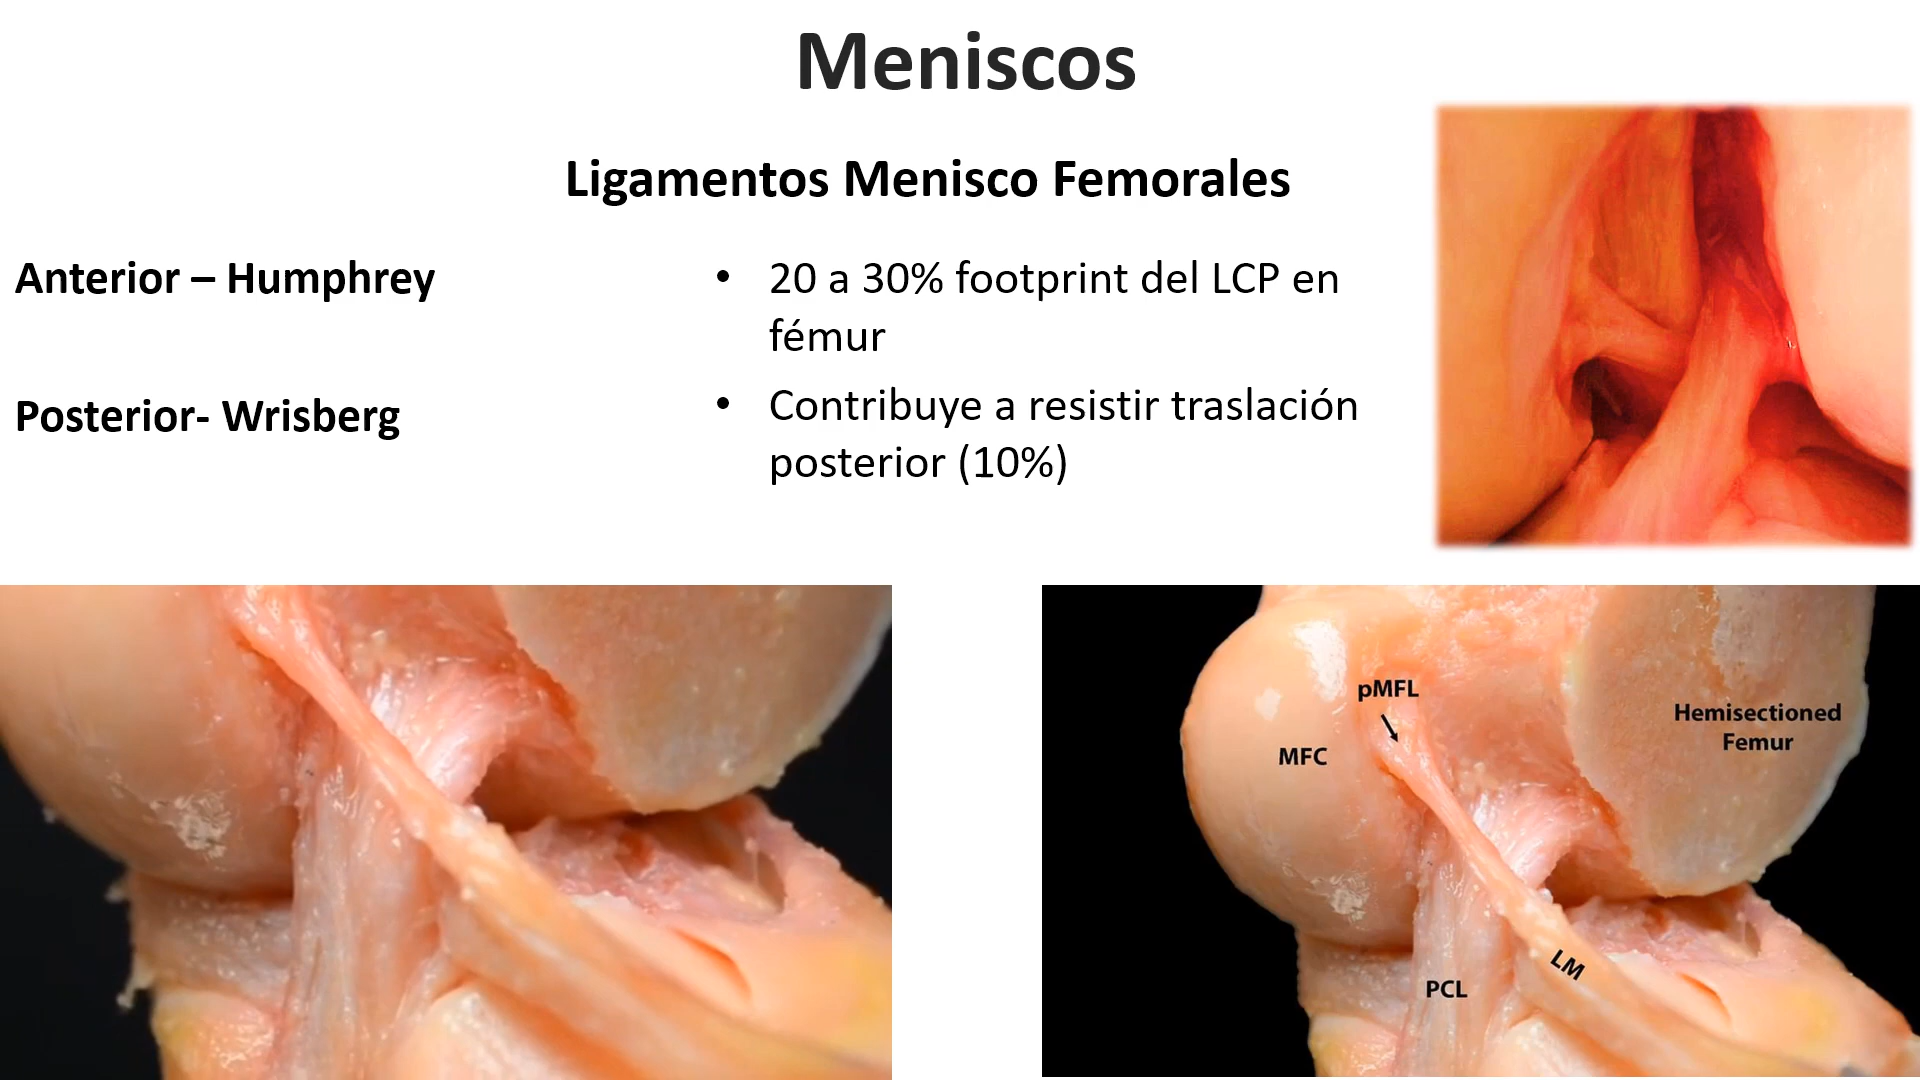 Meniscos
Ligamentos Menisco Femorales
Anterior – Humphrey
Posterior- Wrisberg
• 20 a 30% footprint del LCP en
fémur
• Contribuye a resistir traslación
posterior (10%)
pMFL
MFC
Hemisectioned
Femur
LM
PCL